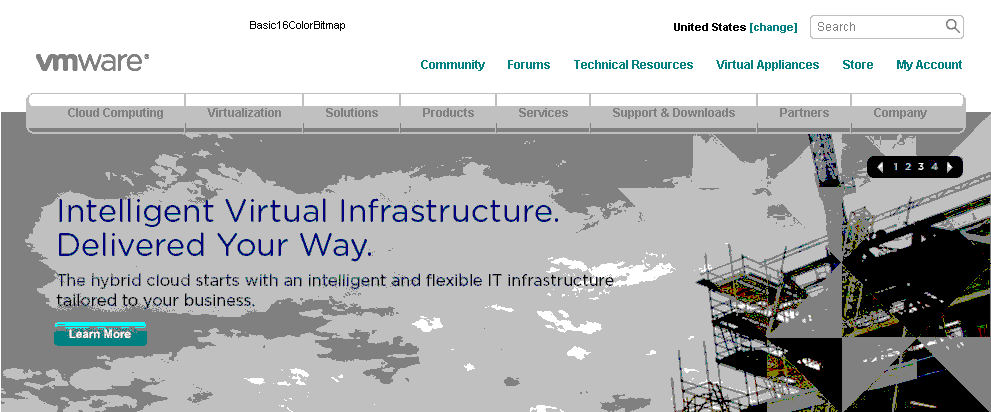 Basic16ColorBitmap
United States [change]
Search
vmware®
Community Forums Technical Resources Virtual Appliances Store My Account
Cloud Computing Virtualization Solutions Products Services Support & Downloads Partners Company
1 2 3 4
Intelligent Virtual Infrastructure.
Delivered Your Way.
The hybrid cloud starts with an intelligent and flexible IT infrastructure
tailored to your business.
Learn More